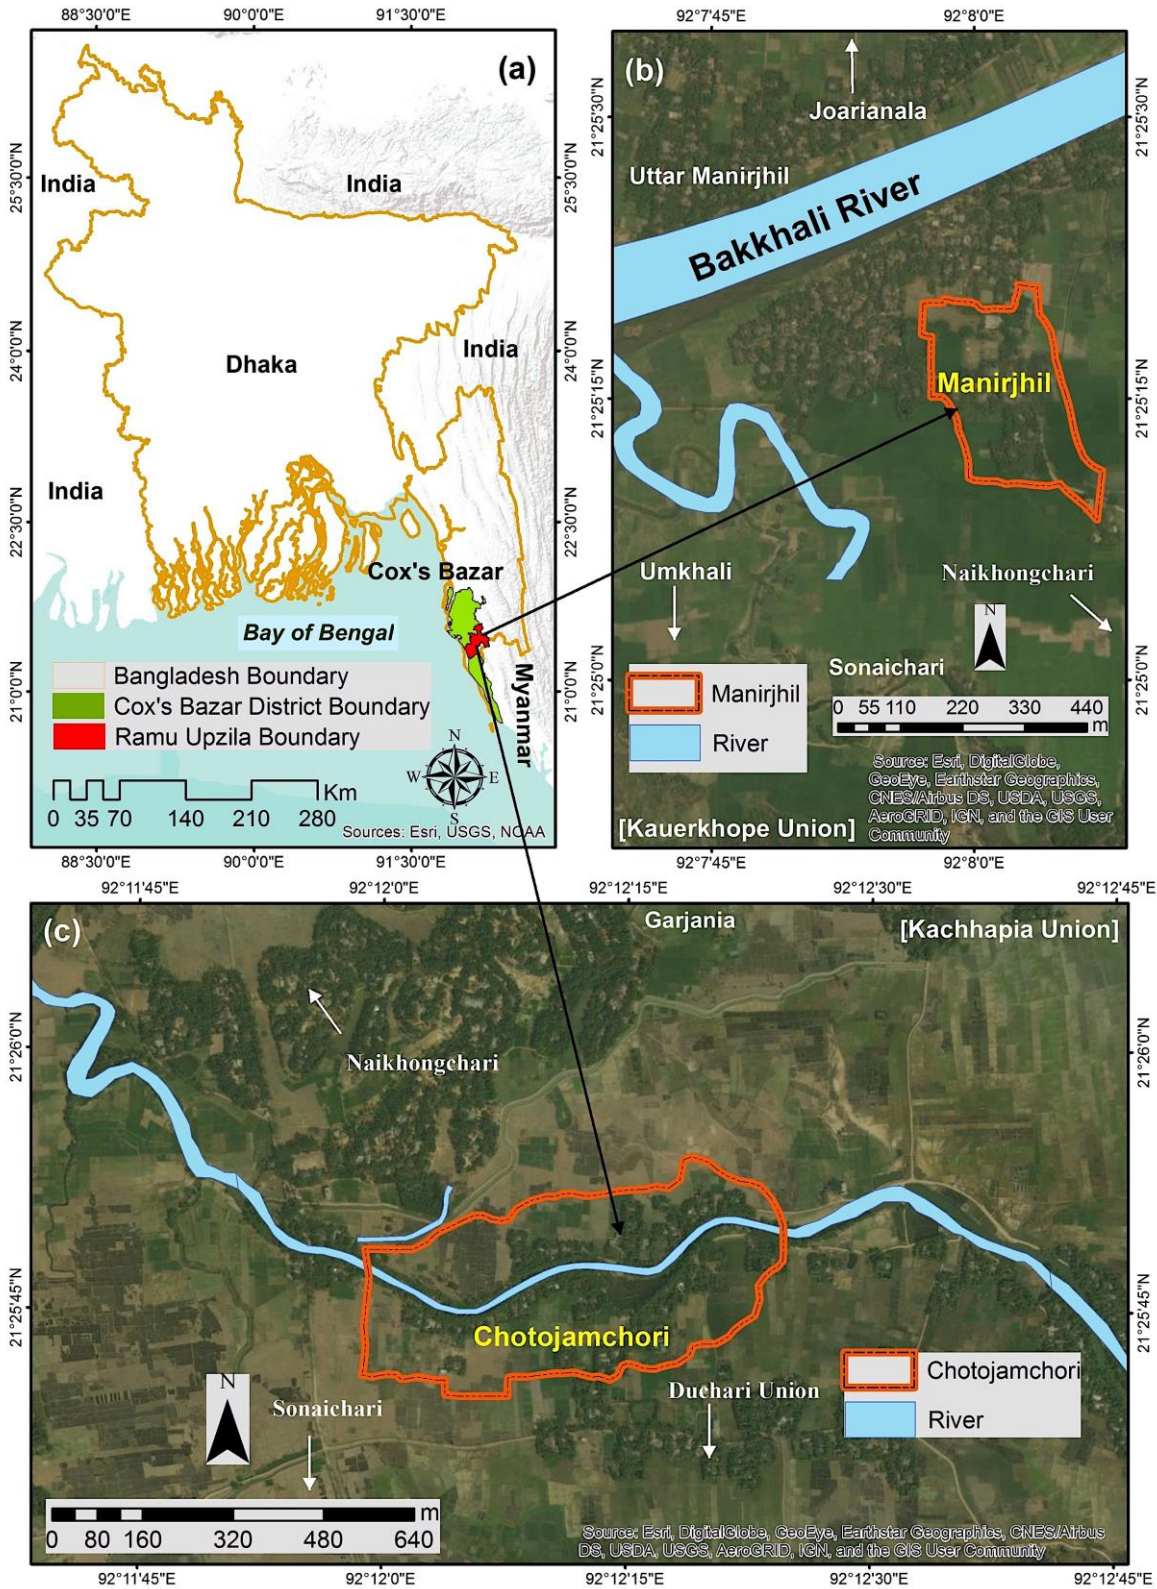 88°30'0"E 90°0'0"E 91°30'0"E
(a)
25°30'0"N
24°0'0"N
22°30'0"N
21°0'0"N
India
India
India
Dhaka
India
Cox's Bazar
Bay of Bengal
Myanmar
Bangladesh Boundary
Cox's Bazar District Boundary
Ramu Upzila Boundary
N
W E
S
Km
0 35 70 140 210 280
Sources: Esri, USGS, NOAA
25°30'0"N
24°0'0"N
22°30'0"N
21°0'0"N
88°30'0"E 90°0'0"E 91°30'0"E
92°7'45"E 92°8'0"E
(b)
21°25'30"N
21°25'15"N
21°25'0"N
Joarianala
Uttar Manirjhil
Bakkhali River
Manirjhil
Umkhali
Naikhongchari
N
Sonaichari
Manirjhil
River
0 55 110 220 330 440
m
Source: Esri, DigitalGlobe,
GeoEye, Earthstar Geographics,
CNES/Airbus DS, USDA, USGS,
AeroGRID, IGN, and the GIS User
Community
[Kauerkhope Union]
21°25'30"N
21°25'15"N
21°25'0"N
92°7'45"E 92°8'0"E
92°11'45"E 92°12'0"E 92°12'15"E 92°12'30"E 92°12'45"E
(c)
Garjania
[Kachhapia Union]
21°26'0"N
21°25'45"N
Naikhongchari
Chotojamchori
Duchari Union
Sonaichari
N
Chotojamchori
River
m
0 80 160 320 480 640
Source: Esri, DigitalGlobe, GeoEye, Earthstar Geographics, CNES/Airbus
DS, USDA, USGS, AeroGRID, IGN, and the GIS User Community
21°26'0"N
21°25'45"N
92°11'45"E 92°12'0"E 92°12'15"E 92°12'30"E 92°12'45"E